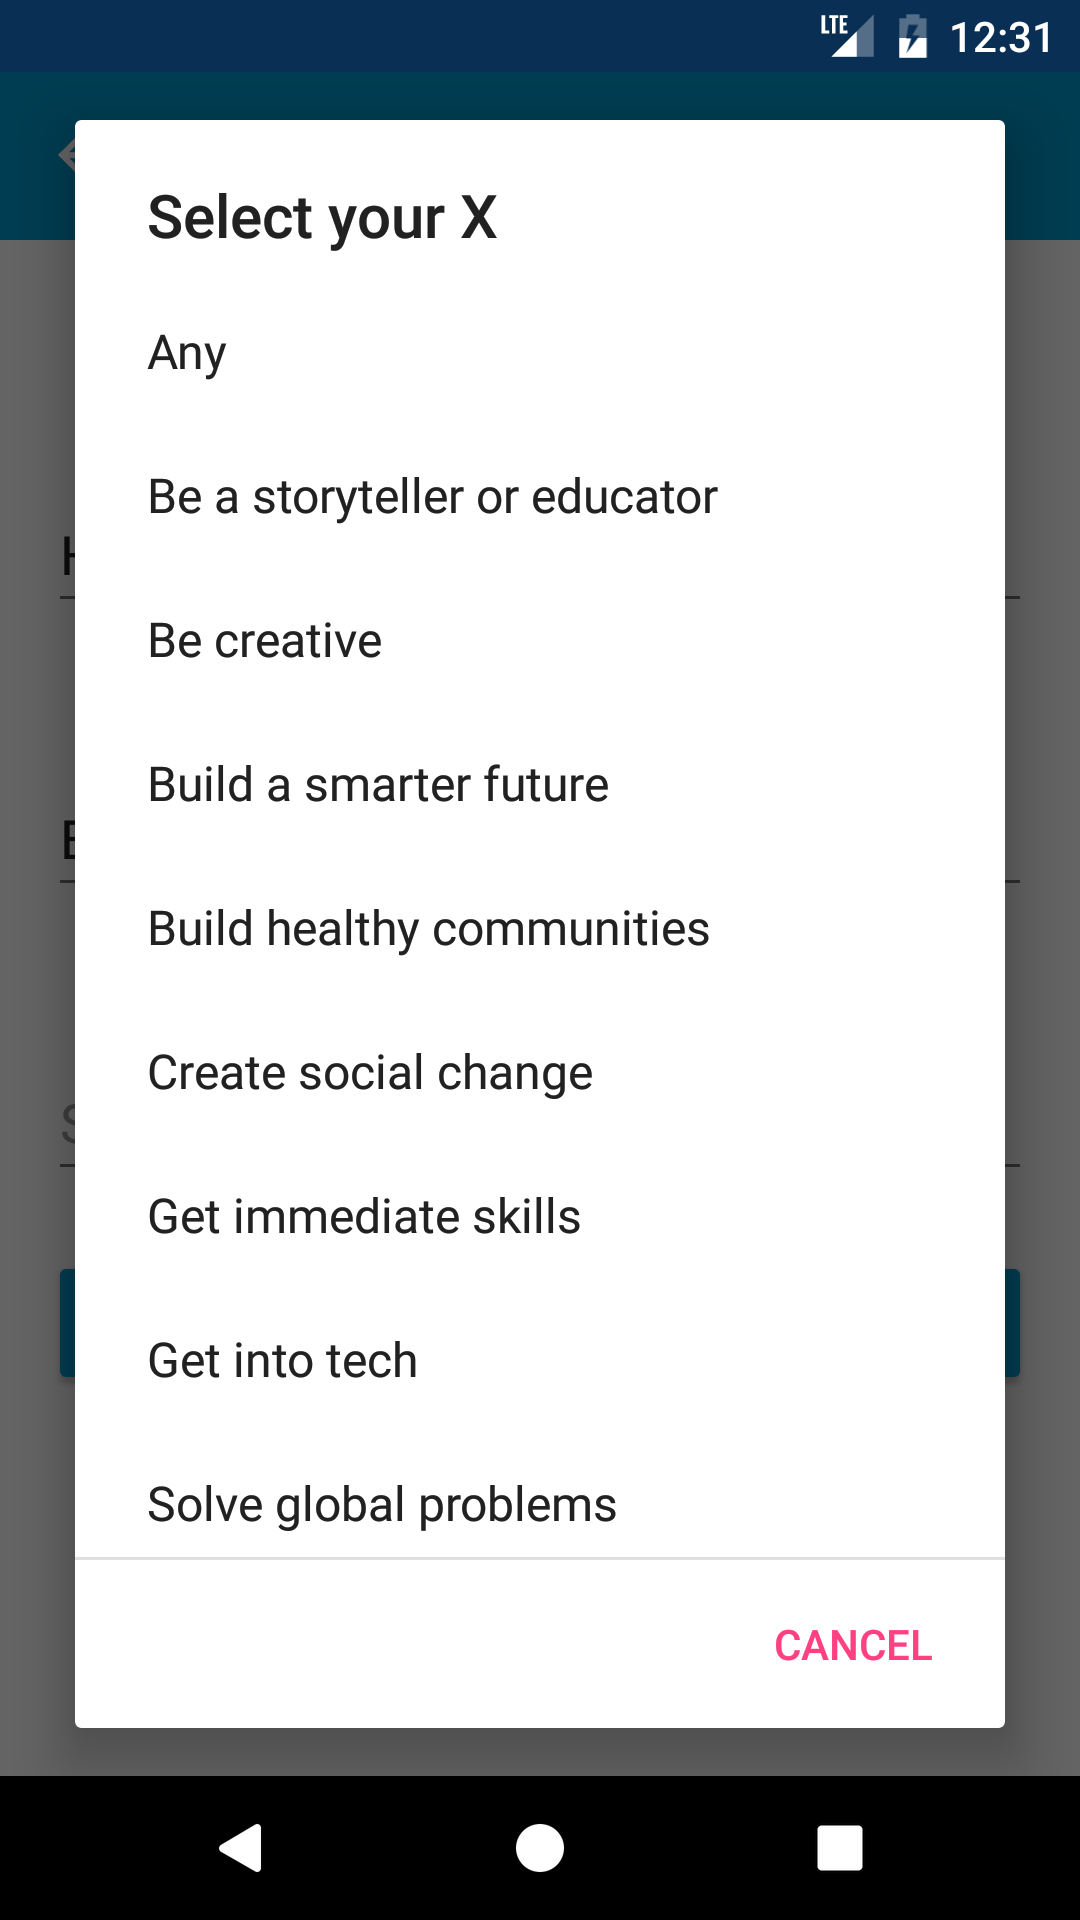 LTE 12:31
Select your X
Any
Be a storyteller or educator
Be creative
Build a smarter future
Build healthy communities
Create social change
Get immediate skills
Get into tech
Solve global problems
CANCEL